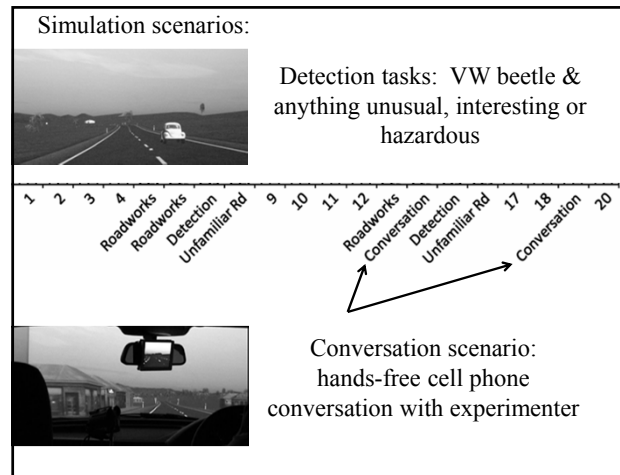 Simulation scenarios:
Detection tasks: VW beetle &
anything unusual, interesting or
hazardous
1
2
3
4
Roadworks
Roadworks
Detection
Unfamiliar Rd
9
10
11
12
Roadworks
Conversation
Detection
Unfamiliar Rd
17
18
Conversation
20
Conversation scenario:
hands-free cell phone
conversation with experimenter